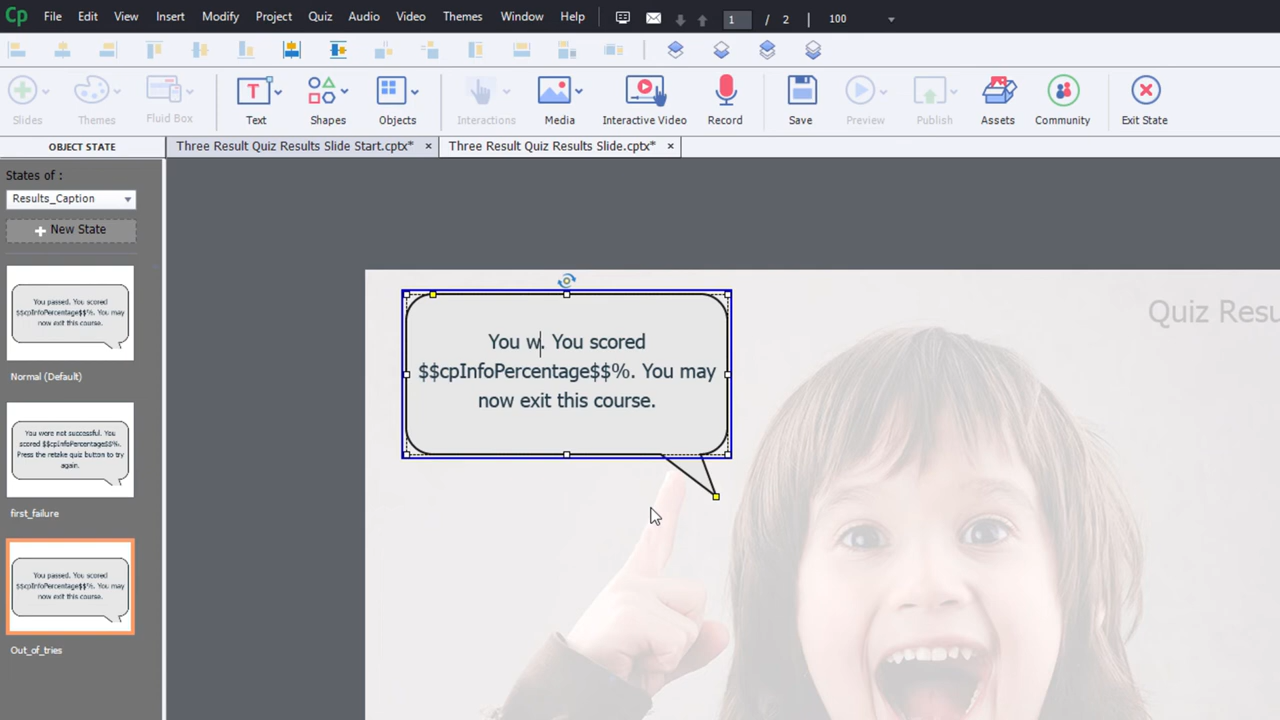 Cp File Edit View Insert Modify Project Quiz Audio Video Themes Window Help 1 / 2 100
Slides Themes Fluid Box Text Shapes Objects Interactions Media Interactive Video Record Save Preview Publish Assets Community Exit State
OBJECT STATE Three Result Quiz Results Slide Start.cptx* × Three Result Quiz Results Slide.cptx* ×
States of :
Results_Caption
New State
You passed. You scored
$$cpInfoPercentage$$%. You may
now exit this course.
Normal (Default)
You were not successful. You
scored $$cpInfoPercentage$$%.
Press the retake quiz button to try
again.
first_failure
You passed. You scored
$$cpInfoPercentage$$%. You may
now exit this course.
Out_of_tries
You w. You scored
$$cpInfoPercentage$$%. You may
now exit this course.
Quiz Resu